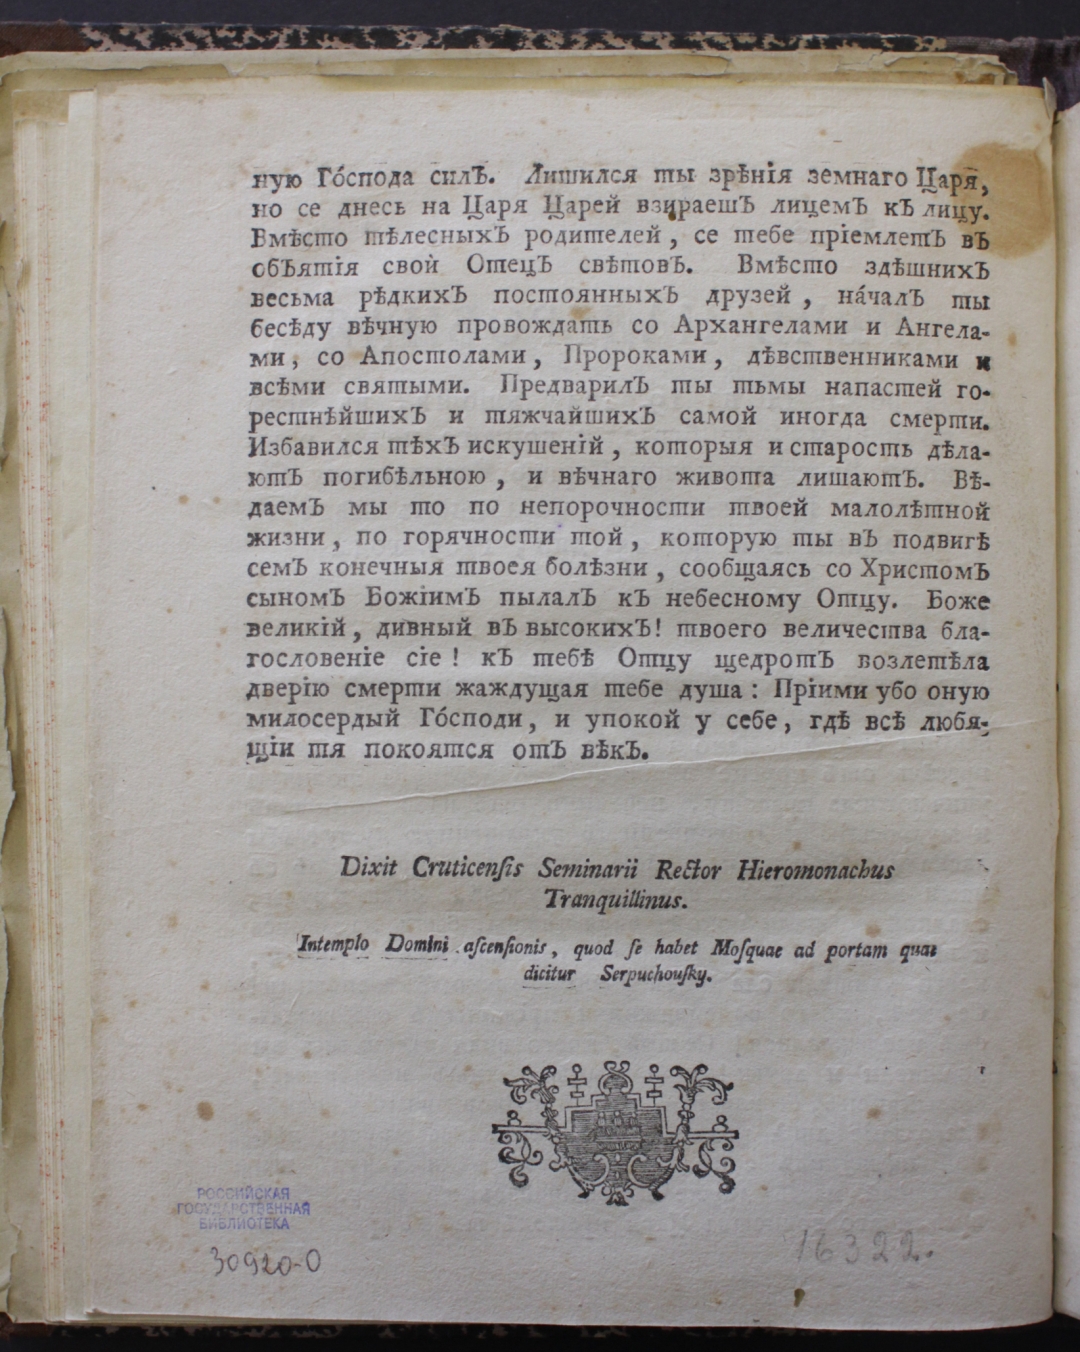 ную Го́спода силЪ. Лишился ты зрѣнія земнаго Царя,
но се днесь на Царя Царей взираешЪ лицемЪ кЪ лицу.
Вмѣсто тѣлесныхЪ родителей, се тебе пріемлетЪ вЪ
обЪятія свой ОтецЪ свѣтовЪ. Вмѣсто здѣшнихЪ
весьма рѣдкихЪ постоянныхЪ друзей, на́чалЪ ты
бесѣду вѣчную провождать со Архангелами и Ангела-
ми, со Апостолами, Пророками, дѣвственниками и
всѣми святыми. ПредварилЪ ты тьмы напастей го-
рестнѣйшихЪ и тяжчайшихЪ самой иногда смерти.
Избавился тѣхЪ искушеній, которыя и старость дѣла-
ютЪ погибѣльною, и вѣчнаго живота лишаютЪ. Вѣ-
даемЪ мы то по непорочности твоей малолѣтной
жизни, по горячности той, которую ты вЪ подвигѣ
семЪ конечныя твоея болѣзни, сообщаясь со ХристомЪ
сыномЪ БожіимЪ пылалЪ кЪ небесному Отцу. Боже
великій, дивный вЪ высокихЪ! твоего величества бла-
гословеніе сіе! кЪ тебѣ Отцу щедротЪ возлетѣла
дверію смерти жаждущая тебе душа: Пріими убо оную
милосердый Го́споди, и упокой у себе, гдѣ всѣ любя-
щіи тя покоятся отЪ вѣкЪ.
Dixit Cruticenſis Seminarii Rector Hieromonachus
Tranquillinus.
Intemplo Domini aſcenſionis, quod ſe habet Moſquae ad portam quae
dicitur Serpuchouſky.
РОССИЙСКАЯ
ГОСУДАРСТВЕННАЯ
БИБЛИОТЕКА
30920-0
16322.